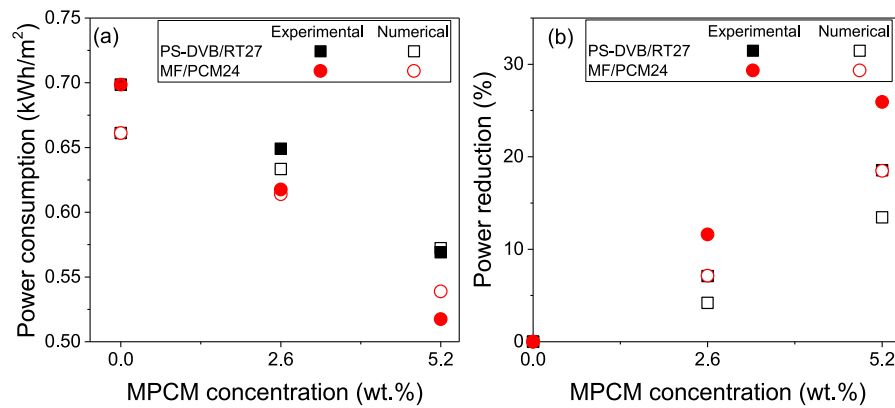 (a)
Experimental Numerical
PS-DVB/RT27
MF/PCM24
0.75
0.70
0.65
0.60
0.55
0.50
Power consumption (kWh/m²)
0.0 2.6 5.2
MPCM concentration (wt.%)
(b)
Experimental Numerical
PS-DVB/RT27
MF/PCM24
30
20
10
0
Power reduction (%)
0.0 2.6 5.2
MPCM concentration (wt.%)